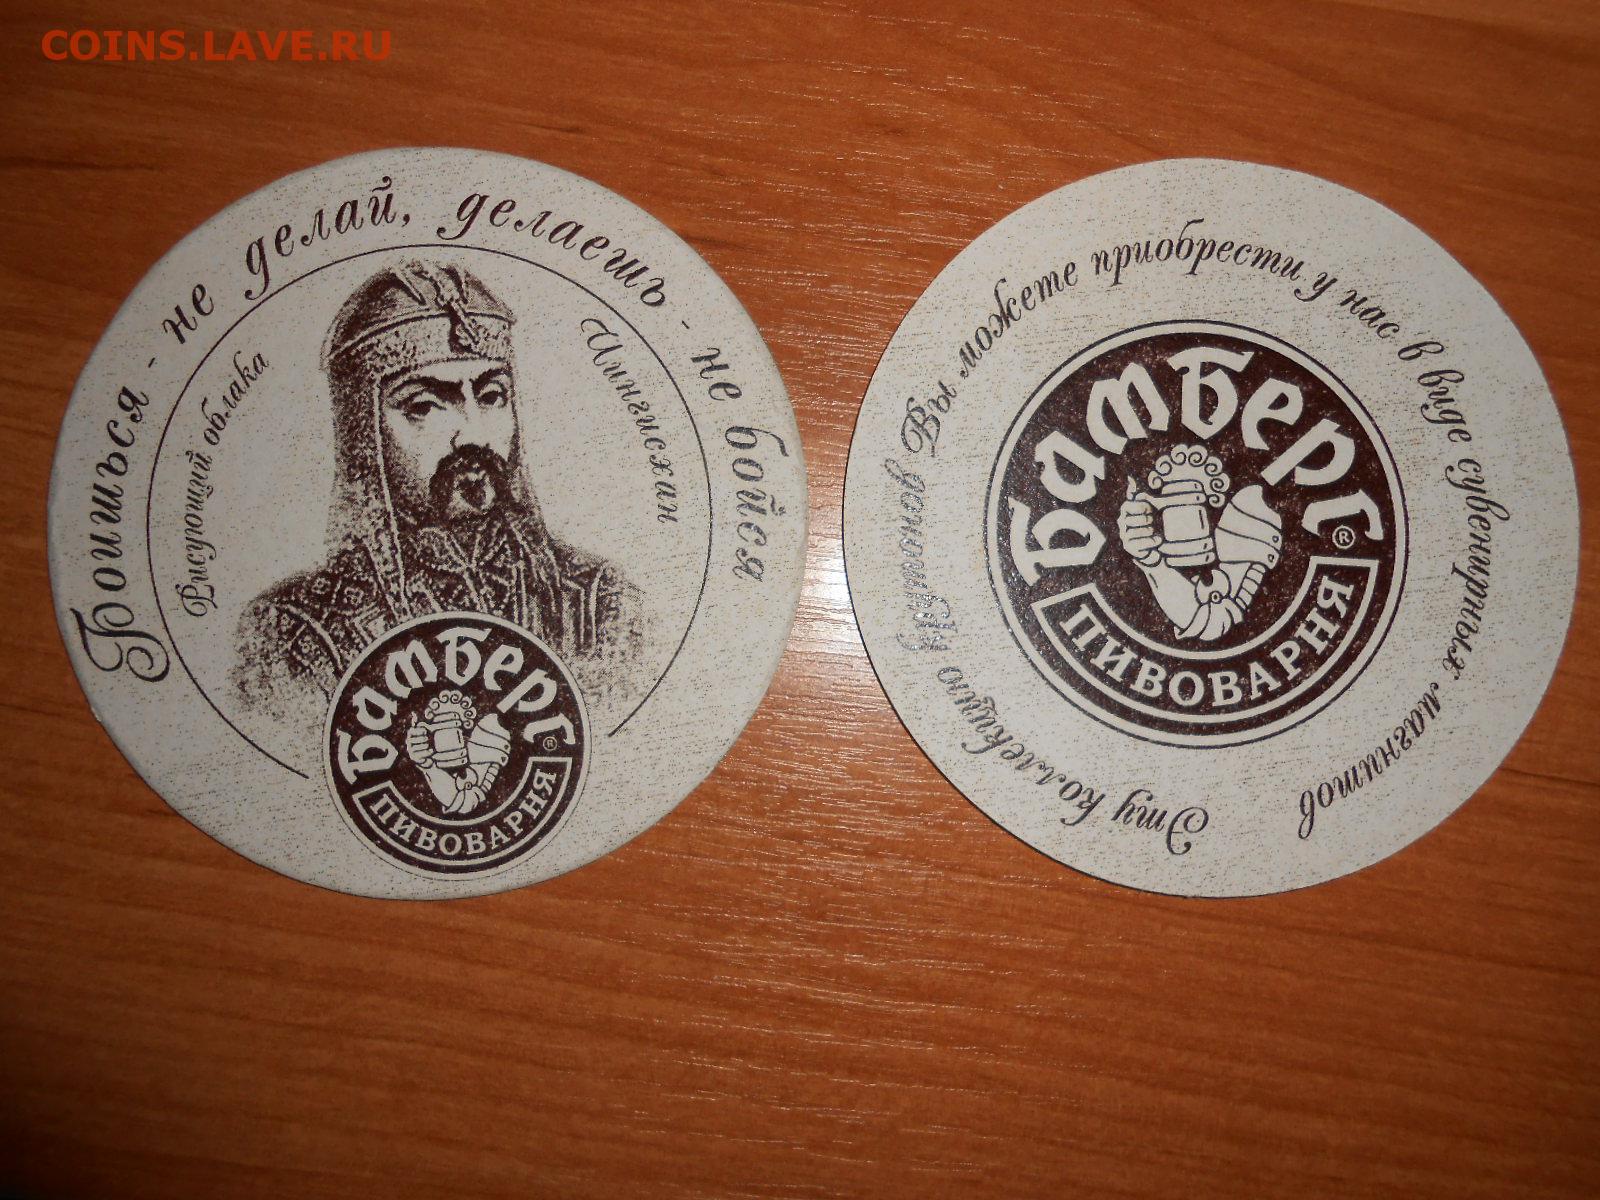 COINS.LAVE.RU
Боишься - не делай, делаешь - не бойся
Рисующий облака
Чингисхан
Бамберг
®
ПИВОВАРНЯ
Эту коллекцию бутылок Вы можете приобрести у нас в виде сувенирных магнитов
Бамберг
®
ПИВОВАРНЯ